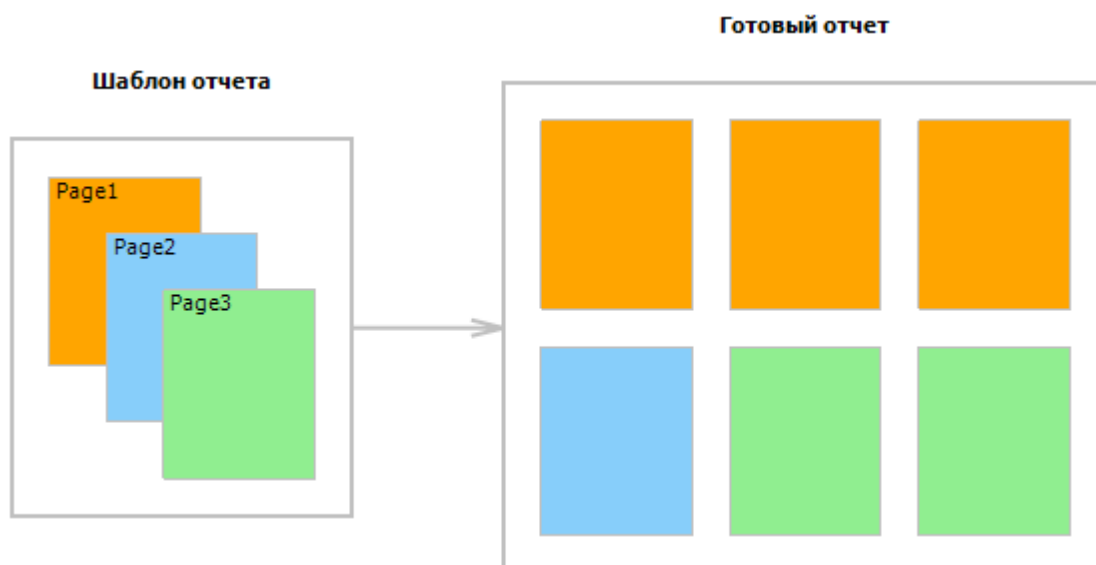 Готовый отчет
Шаблон отчета
Page1
Page2
Page3